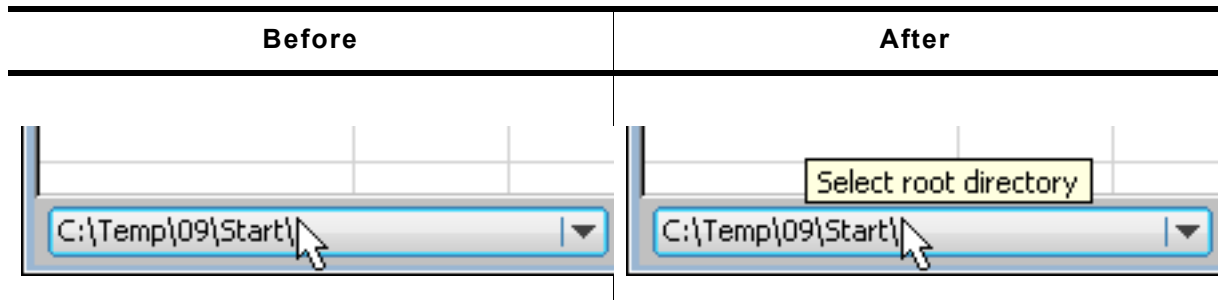 Before
After
Select root directory
C:\Temp\09\Start\
C:\Temp\09\Start\